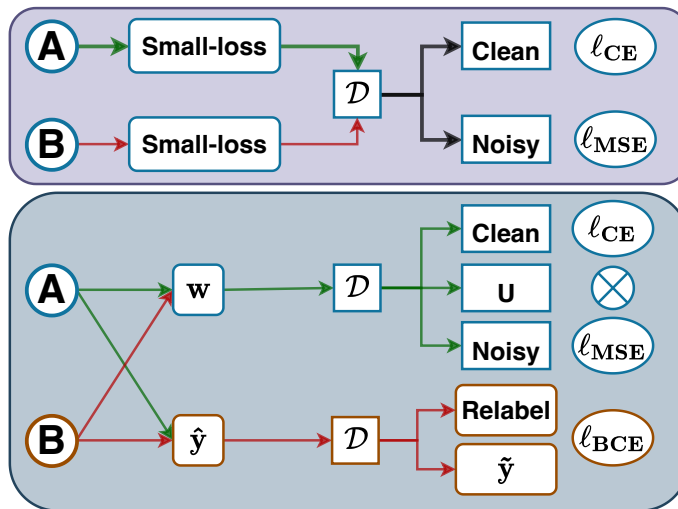 A Small-loss Clean ℓCE
𝒟
B Small-loss Noisy ℓMSE
Clean ℓCE
A w 𝒟 U ⊗
Noisy ℓMSE
Relabel
B ŷ 𝒟 ℓBCE
ỹ